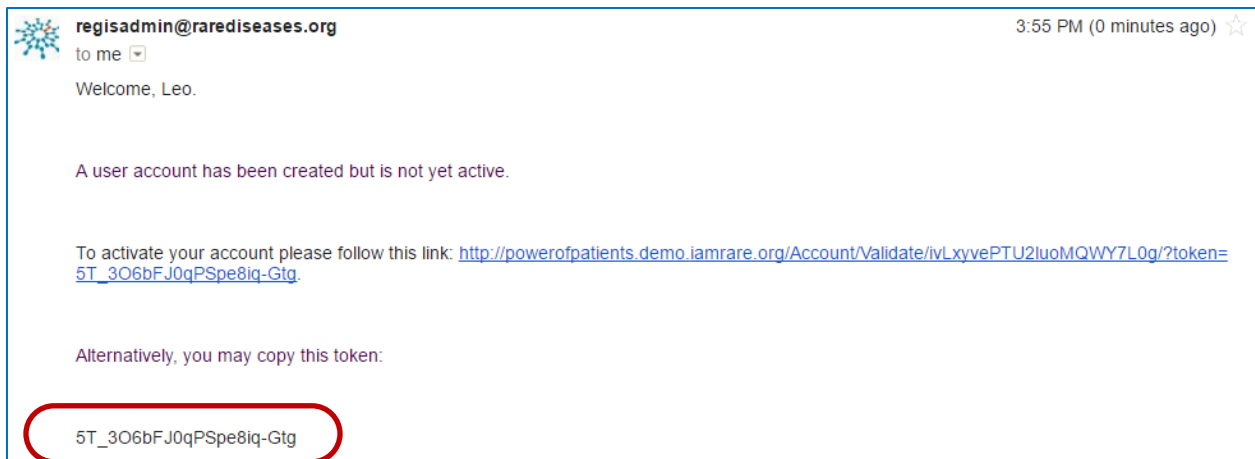 regisadmin@rarediseases.org 3:55 PM (0 minutes ago)
to me
Welcome, Leo.
A user account has been created but is not yet active.
To activate your account please follow this link: http://powerofpatients.demo.iamrare.org/Account/Validate/ivLxyvePTU2luoMQWY7L0g/?token=
5T_3O6bFJ0qPSpe8iq-Gtg.
Alternatively, you may copy this token:
5T_3O6bFJ0qPSpe8iq-Gtg